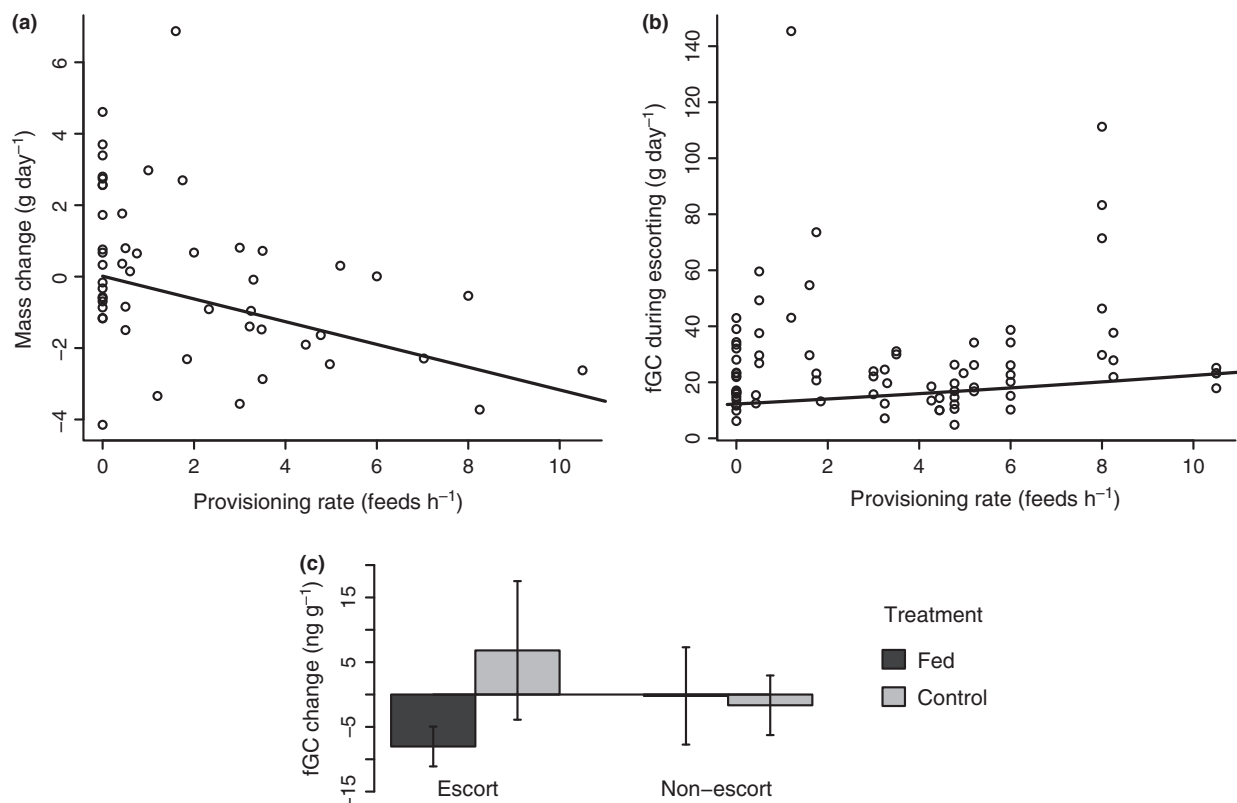 (a)
Mass change (g day⁻¹)
6
4
2
0
−2
−4
0 2 4 6 8 10
Provisioning rate (feeds h⁻¹)
(b)
fGC during escorting (g day⁻¹)
140
120
100
80
60
40
20
0
0 2 4 6 8 10
Provisioning rate (feeds h⁻¹)
(c)
fGC change (ng g⁻¹)
15
5
−5
−15
Escort
Non−escort
Treatment
Fed
Control